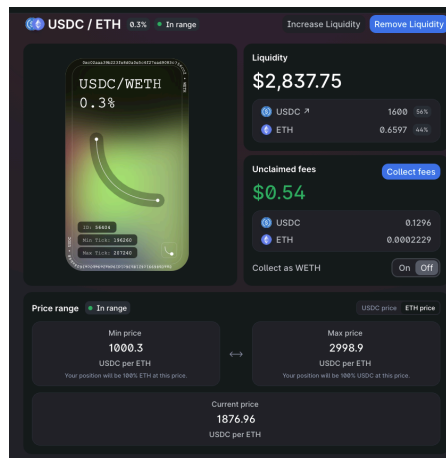 USDC / ETH 0.3% In range Increase Liquidity Remove Liquidity
USDC/WETH
0.3%
ID: 56604
Min Tick: 196260
Max Tick: 207240
Liquidity
$2,837.75
USDC ↗ 1600 56%
ETH 0.6597 44%
Unclaimed fees Collect fees
$0.54
USDC 0.1296
ETH 0.0002229
Collect as WETH On Off
Price range In range USDC price ETH price
Min price
1000.3
USDC per ETH
Your position will be 100% ETH at this price.
↔
Max price
2998.9
USDC per ETH
Your position will be 100% USDC at this price.
Current price
1876.96
USDC per ETH